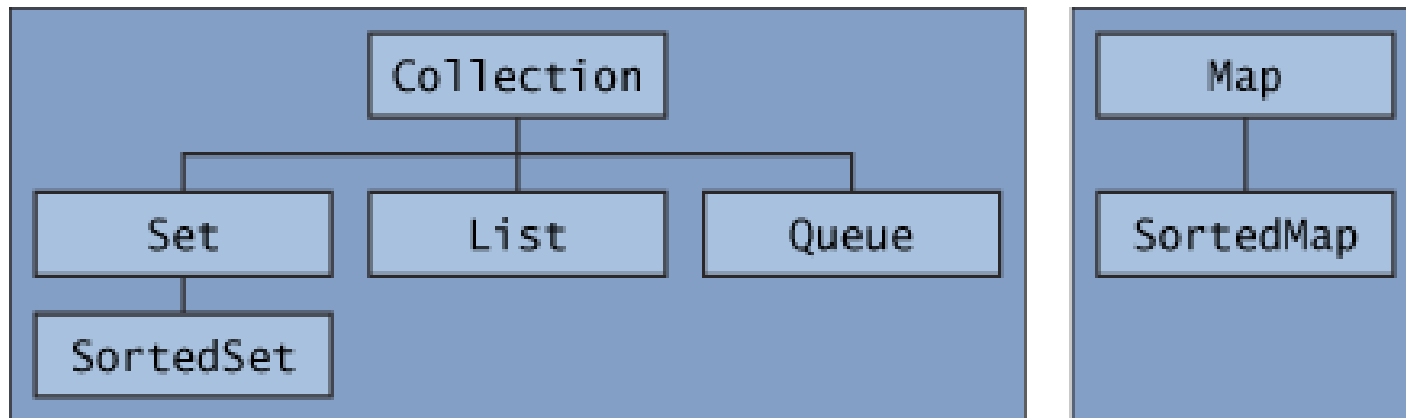 Collection
Map
Set
List
Queue
SortedMap
SortedSet